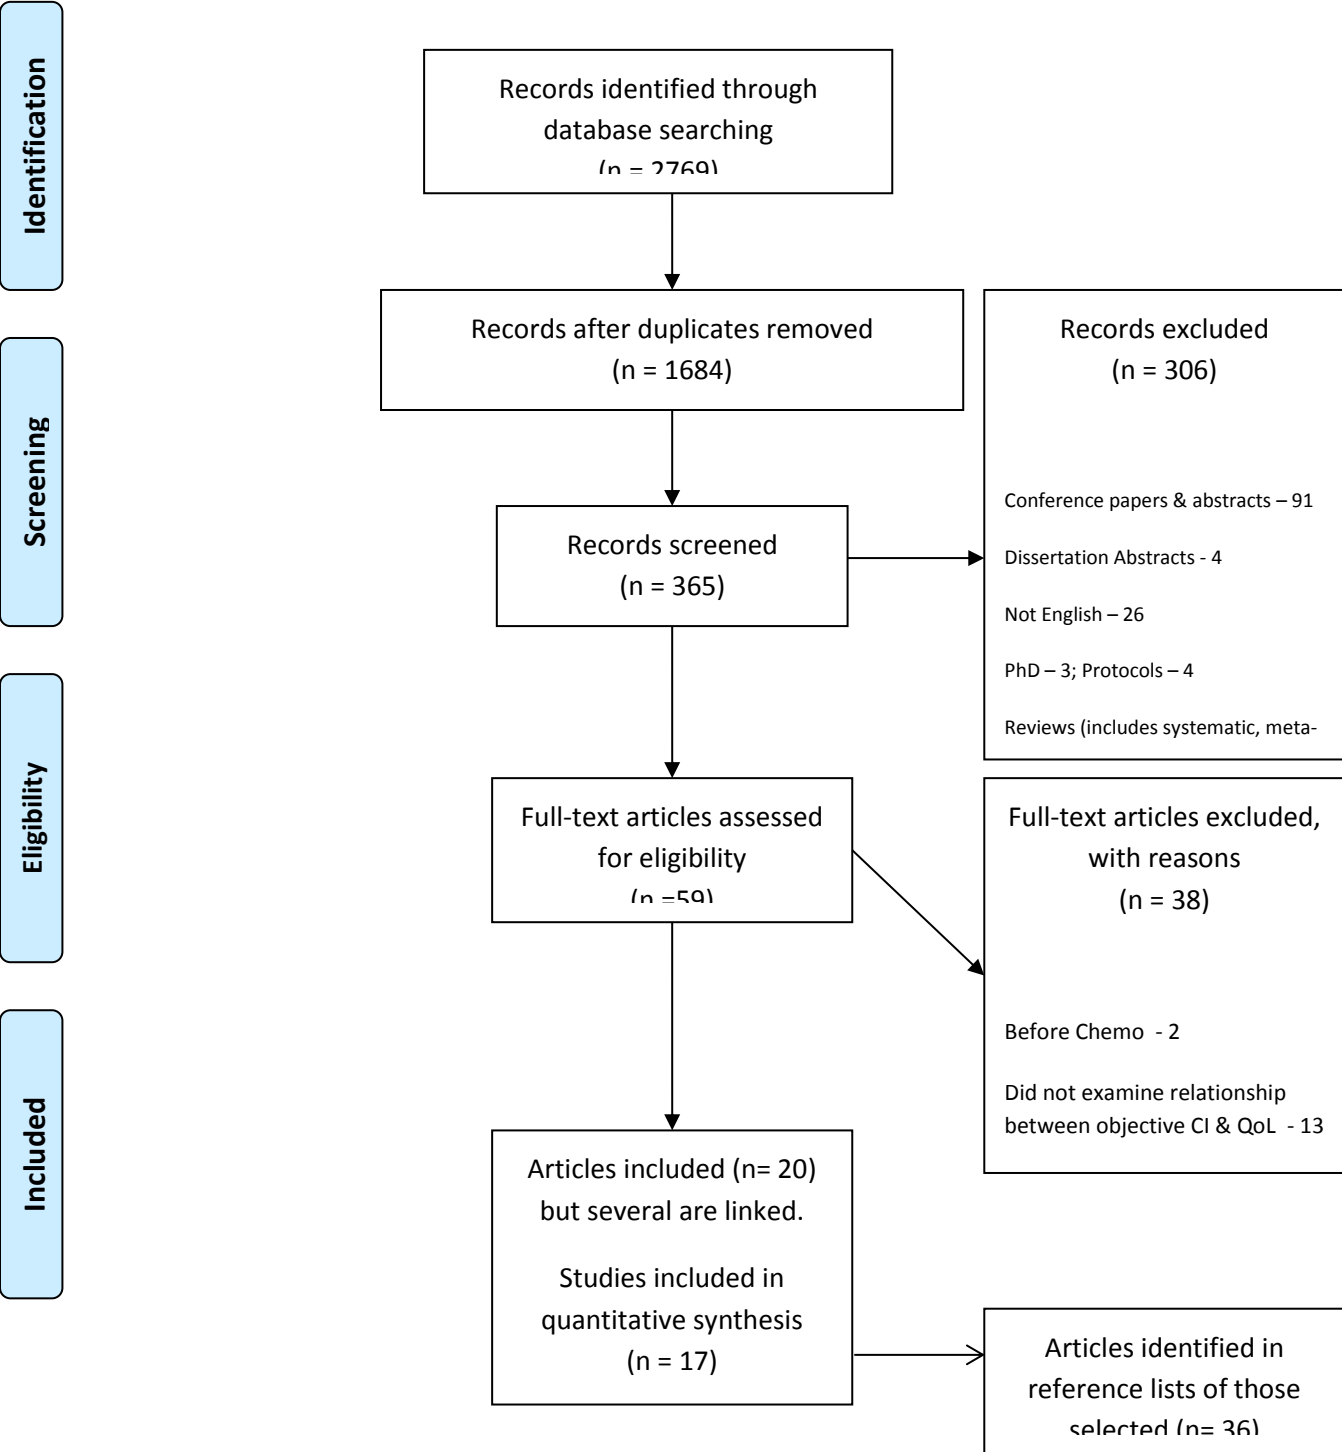 Identification
Records identified through
database searching
(n = 2769)
Records after duplicates removed
(n = 1684)
Records excluded
(n = 306)
Conference papers & abstracts – 91
Dissertation Abstracts - 4
Not English – 26
PhD – 3; Protocols – 4
Reviews (includes systematic, meta-
Screening
Records screened
(n = 365)
Eligibility
Full-text articles assessed
for eligibility
(n =59)
Full-text articles excluded,
with reasons
(n = 38)
Before Chemo - 2
Did not examine relationship
between objective CI & QoL - 13
Included
Articles included (n= 20)
but several are linked.
Studies included in
quantitative synthesis
(n = 17)
Articles identified in
reference lists of those
selected (n= 36)